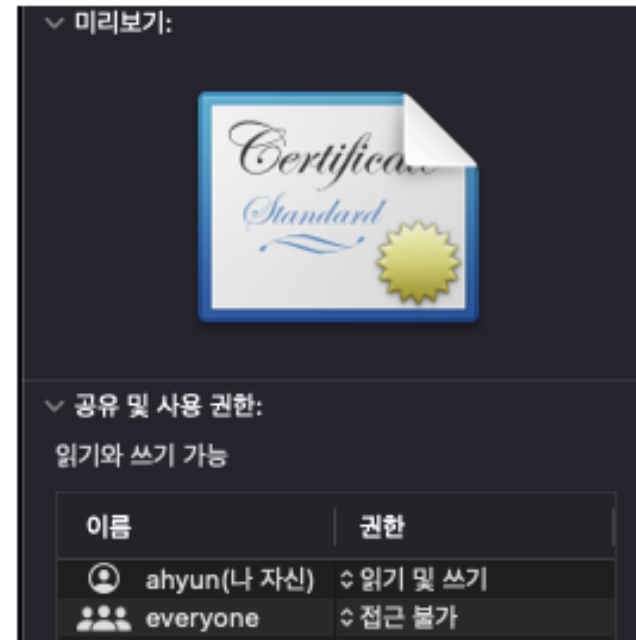 미리보기:
Certificate
Standard
공유 및 사용 권한:
읽기와 쓰기 가능
이름 권한
ahyun(나 자신) 읽기 및 쓰기
everyone 접근 불가